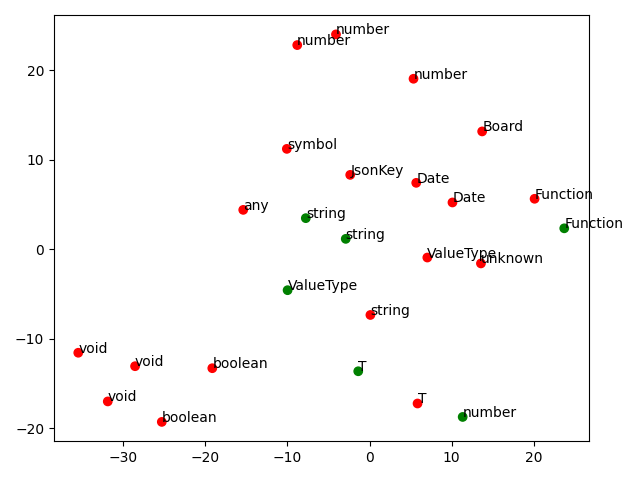 number
number
number
Board
symbol
JsonKey
Date
Date
Function
any
string
Function
string
ValueType
unknown
ValueType
string
void
void
boolean
T
void
T
boolean
number
20
10
0
−10
−20
−30 −20 −10 0 10 20